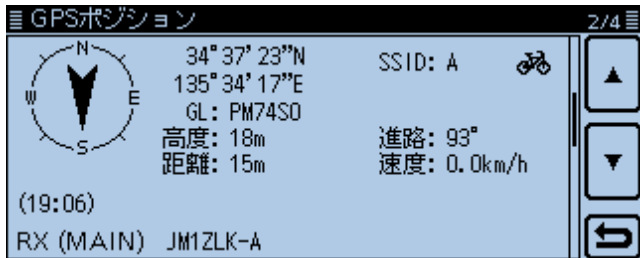 GPSポジション 2/4
N
34°37'23"N SSID: A
135°34'17"E
W E
GL: PM74SO
S
高度: 18m 進路: 93°
距離: 15m 速度: 0.0km/h
(19:06)
RX (MAIN) JM1ZLK-A